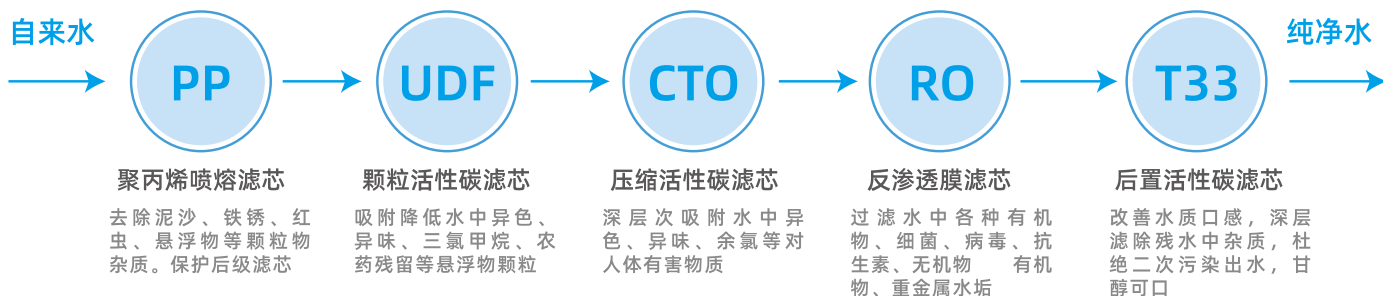 自来水
纯净水
PP
UDF
CTO
RO
T33
聚丙烯喷熔滤芯
去除泥沙、铁锈、红
虫、悬浮物等颗粒物
杂质。保护后级滤芯
颗粒活性碳滤芯
吸附降低水中异色、
异味、三氯甲烷、农
药残留等悬浮物颗粒
压缩活性碳滤芯
深层次吸附水中异
色、异味、余氯等对
人体有害物质
反渗透膜滤芯
过滤水中各种有机
物、细菌、病毒、抗
生素、无机物 有机
物、重金属水垢
后置活性碳滤芯
改善水质口感，深层
滤除残水中杂质，杜
绝二次污染出水，甘
醇可口